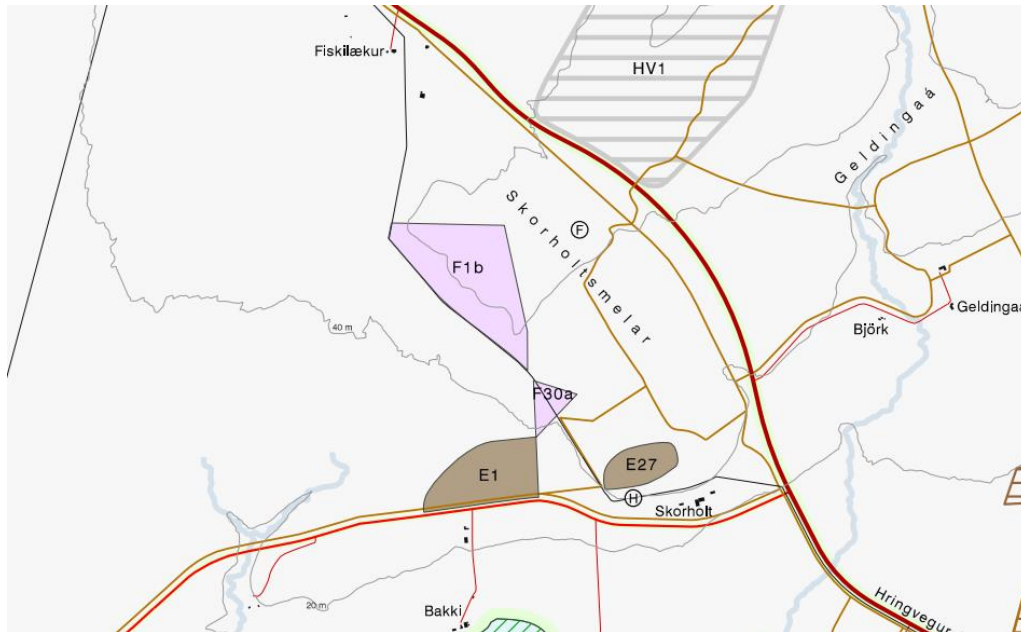 Fiskilækur
HV1
Geldingaá
Skorholtsmelar
F
F1b
40 m
Geldingaá
Björk
F30a
E1
E27
H
Skorholt
Hringvegur
20 m
Bakki